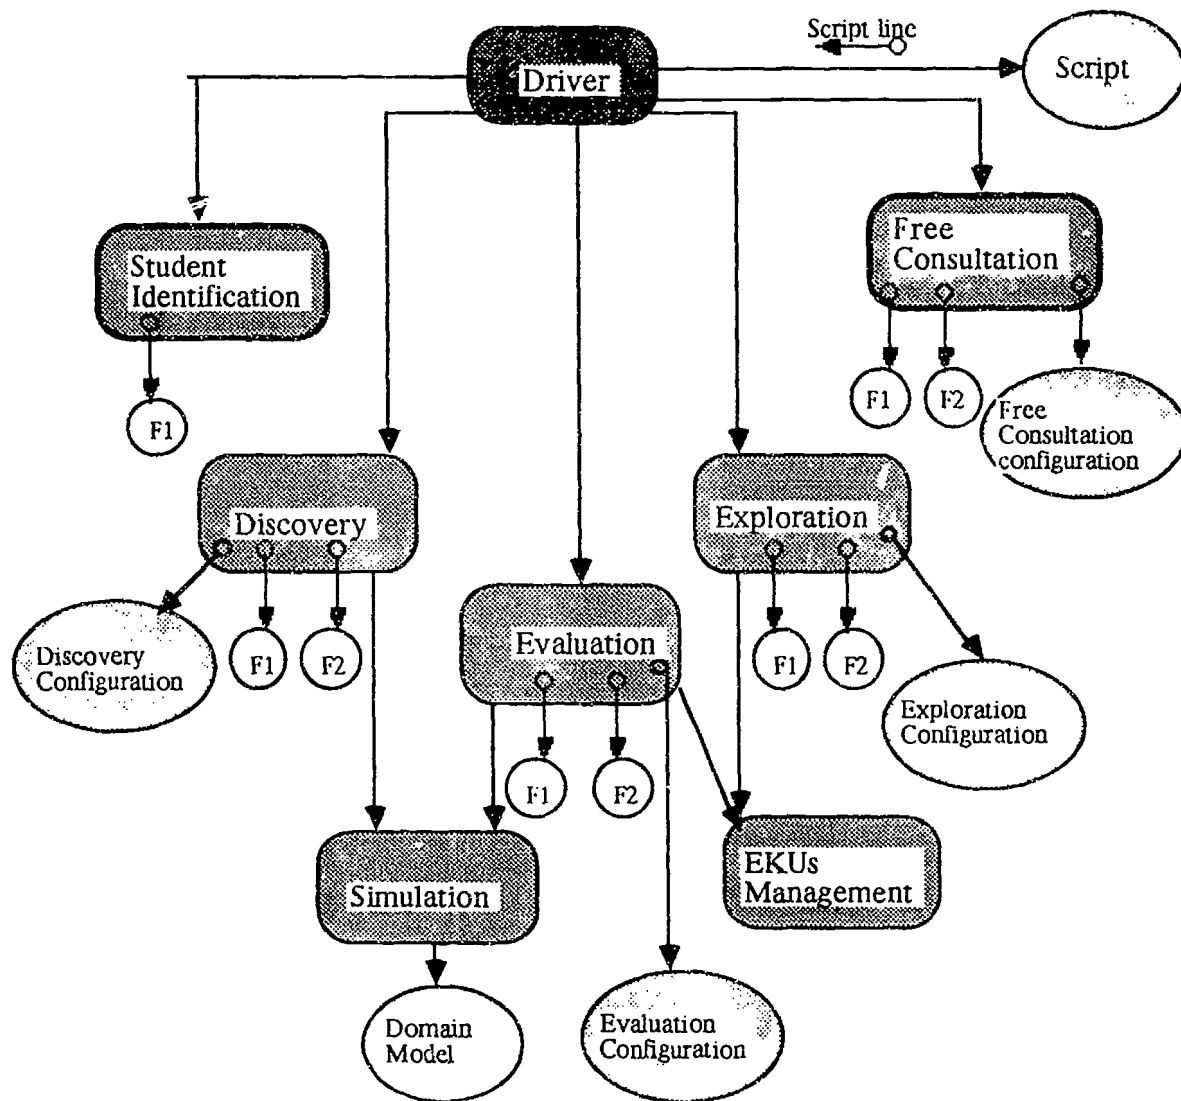 Script line
Driver
Script
Free
Consultation
Student
Identification
F1
F2
Free
Consultation
configuration
F1
Discovery
Exploration
Discovery
Configuration
F1
F2
Evaluation
F1
F2
Exploration
Configuration
F1
F2
Simulation
EKUs
Management
Domain
Model
Evaluation
Configuration